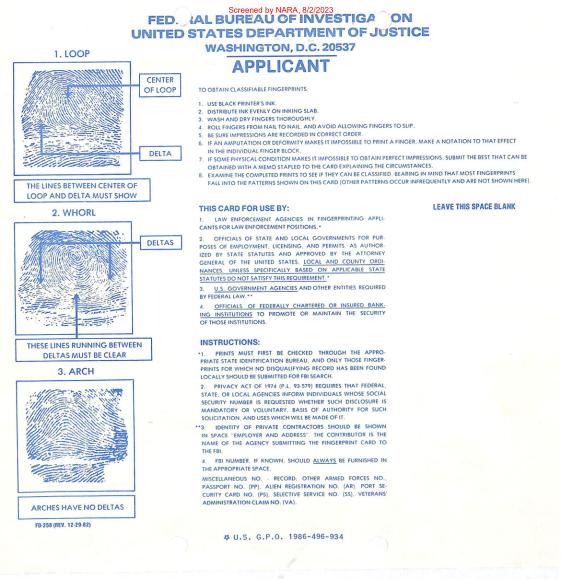 Screened by NARA, 8/2/2023
FED AL BUREAU OF INVESTIGA ON
UNITED STATES DEPARTMENT OF JUSTICE
WASHINGTON, D.C. 20537
APPLICANT
1. LOOP
CENTER
OF LOOP
DELTA
THE LINES BETWEEN CENTER OF
LOOP AND DELTA MUST SHOW
2. WHORL
DELTAS
THESE LINES RUNNING BETWEEN
DELTAS MUST BE CLEAR
3. ARCH
ARCHES HAVE NO DELTAS
FD-258 (REV. 12-29-82)
TO OBTAIN CLASSIFIABLE FINGERPRINTS:
1. USE BLACK PRINTER'S INK.
2. DISTRIBUTE INK EVENLY ON INKING SLAB.
3. WASH AND DRY FINGERS THOROUGHLY.
4. ROLL FINGERS FROM NAIL TO NAIL, AND AVOID ALLOWING FINGERS TO SLIP.
5. BE SURE IMPRESSIONS ARE RECORDED IN CORRECT ORDER.
6. IF AN AMPUTATION OR DEFORMITY MAKES IT IMPOSSIBLE TO PRINT A FINGER, MAKE A NOTATION TO THAT EFFECT
IN THE INDIVIDUAL FINGER BLOCK.
7. IF SOME PHYSICAL CONDITION MAKES IT IMPOSSIBLE TO OBTAIN PERFECT IMPRESSIONS, SUBMIT THE BEST THAT CAN BE
OBTAINED WITH A MEMO STAPLED TO THE CARD EXPLAINING THE CIRCUMSTANCES.
8. EXAMINE THE COMPLETED PRINTS TO SEE IF THEY CAN BE CLASSIFIED, BEARING IN MIND THAT MOST FINGERPRINTS
FALL INTO THE PATTERNS SHOWN ON THIS CARD (OTHER PATTERNS OCCUR INFREQUENTLY AND ARE NOT SHOWN HERE).
THIS CARD FOR USE BY:
LEAVE THIS SPACE BLANK
1. LAW ENFORCEMENT AGENCIES IN FINGERPRINTING APPLI-
CANTS FOR LAW ENFORCEMENT POSITIONS.*
2. OFFICIALS OF STATE AND LOCAL GOVERNMENTS FOR PUR-
POSES OF EMPLOYMENT, LICENSING, AND PERMITS, AS AUTHOR-
IZED BY STATE STATUTES AND APPROVED BY THE ATTORNEY
GENERAL OF THE UNITED STATES. LOCAL AND COUNTY ORDI-
NANCES, UNLESS SPECIFICALLY BASED ON APPLICABLE STATE
STATUTES DO NOT SATISFY THIS REQUIREMENT.*
3. U.S. GOVERNMENT AGENCIES AND OTHER ENTITIES REQUIRED
BY FEDERAL LAW.**
4. OFFICIALS OF FEDERALLY CHARTERED OR INSURED BANK-
ING INSTITUTIONS TO PROMOTE OR MAINTAIN THE SECURITY
OF THOSE INSTITUTIONS.
INSTRUCTIONS:
*1. PRINTS MUST FIRST BE CHECKED THROUGH THE APPRO-
PRIATE STATE IDENTIFICATION BUREAU, AND ONLY THOSE FINGER-
PRINTS FOR WHICH NO DISQUALIFYING RECORD HAS BEEN FOUND
LOCALLY SHOULD BE SUBMITTED FOR FBI SEARCH.
2. PRIVACY ACT OF 1974 (P.L. 93-579) REQUIRES THAT FEDERAL,
STATE, OR LOCAL AGENCIES INFORM INDIVIDUALS WHOSE SOCIAL
SECURITY NUMBER IS REQUESTED WHETHER SUCH DISCLOSURE IS
MANDATORY OR VOLUNTARY, BASIS OF AUTHORITY FOR SUCH
SOLICITATION, AND USES WHICH WILL BE MADE OF IT.
**3. IDENTITY OF PRIVATE CONTRACTORS SHOULD BE SHOWN
IN SPACE "EMPLOYER AND ADDRESS". THE CONTRIBUTOR IS THE
NAME OF THE AGENCY SUBMITTING THE FINGERPRINT CARD TO
THE FBI.
4. FBI NUMBER, IF KNOWN, SHOULD ALWAYS BE FURNISHED IN
THE APPROPRIATE SPACE.
MISCELLANEOUS NO. - RECORD: OTHER ARMED FORCES NO.,
PASSPORT NO. (PP), ALIEN REGISTRATION NO. (AR), PORT SE-
CURITY CARD NO. (PS), SELECTIVE SERVICE NO. (SS), VETERANS'
ADMINISTRATION CLAIM NO. (VA).
☆ U.S. G.P.O. 1986-496-934